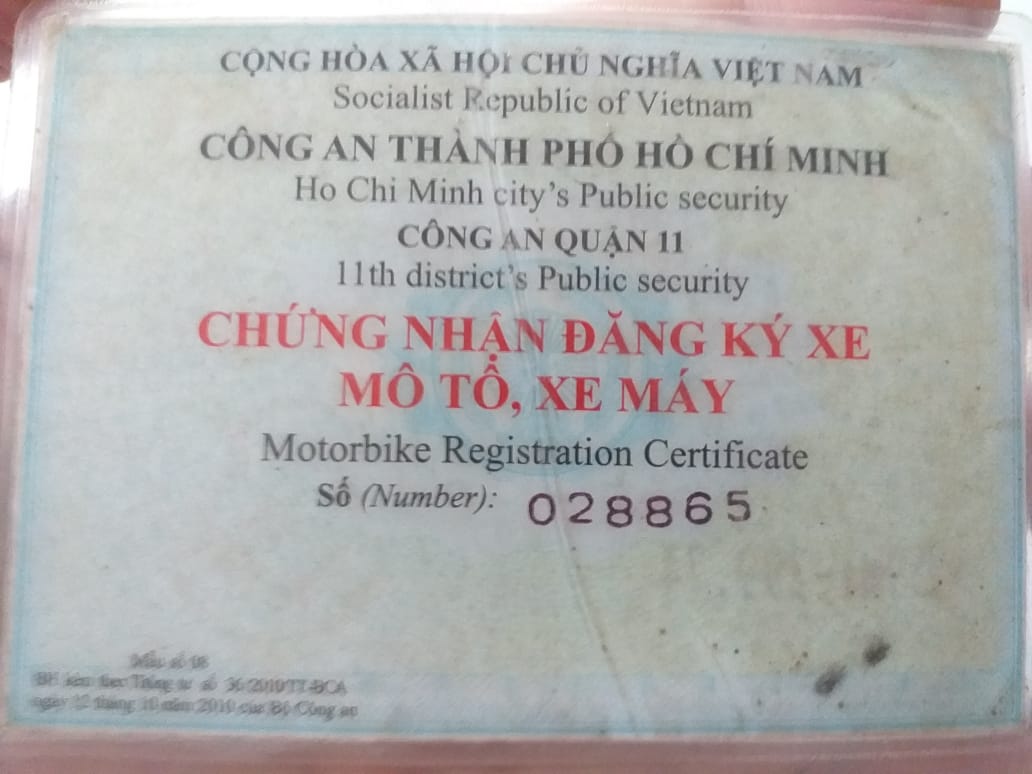 CỘNG HÒA XÃ HỘI CHỦ NGHĨA VIỆT NAM
Socialist Republic of Vietnam
CÔNG AN THÀNH PHỐ HỒ CHÍ MINH
Ho Chi Minh city's Public security
CÔNG AN QUẬN 11
11th district's Public security
CHỨNG NHẬN ĐĂNG KÝ XE
MÔ TÔ, XE MÁY
Motorbike Registration Certificate
Số (Number): 028865
Mẫu số 08
BH kèm theo Thông tư số 36/2010/TT-BCA
ngày 12 tháng 10 năm 2010 của Bộ Công an